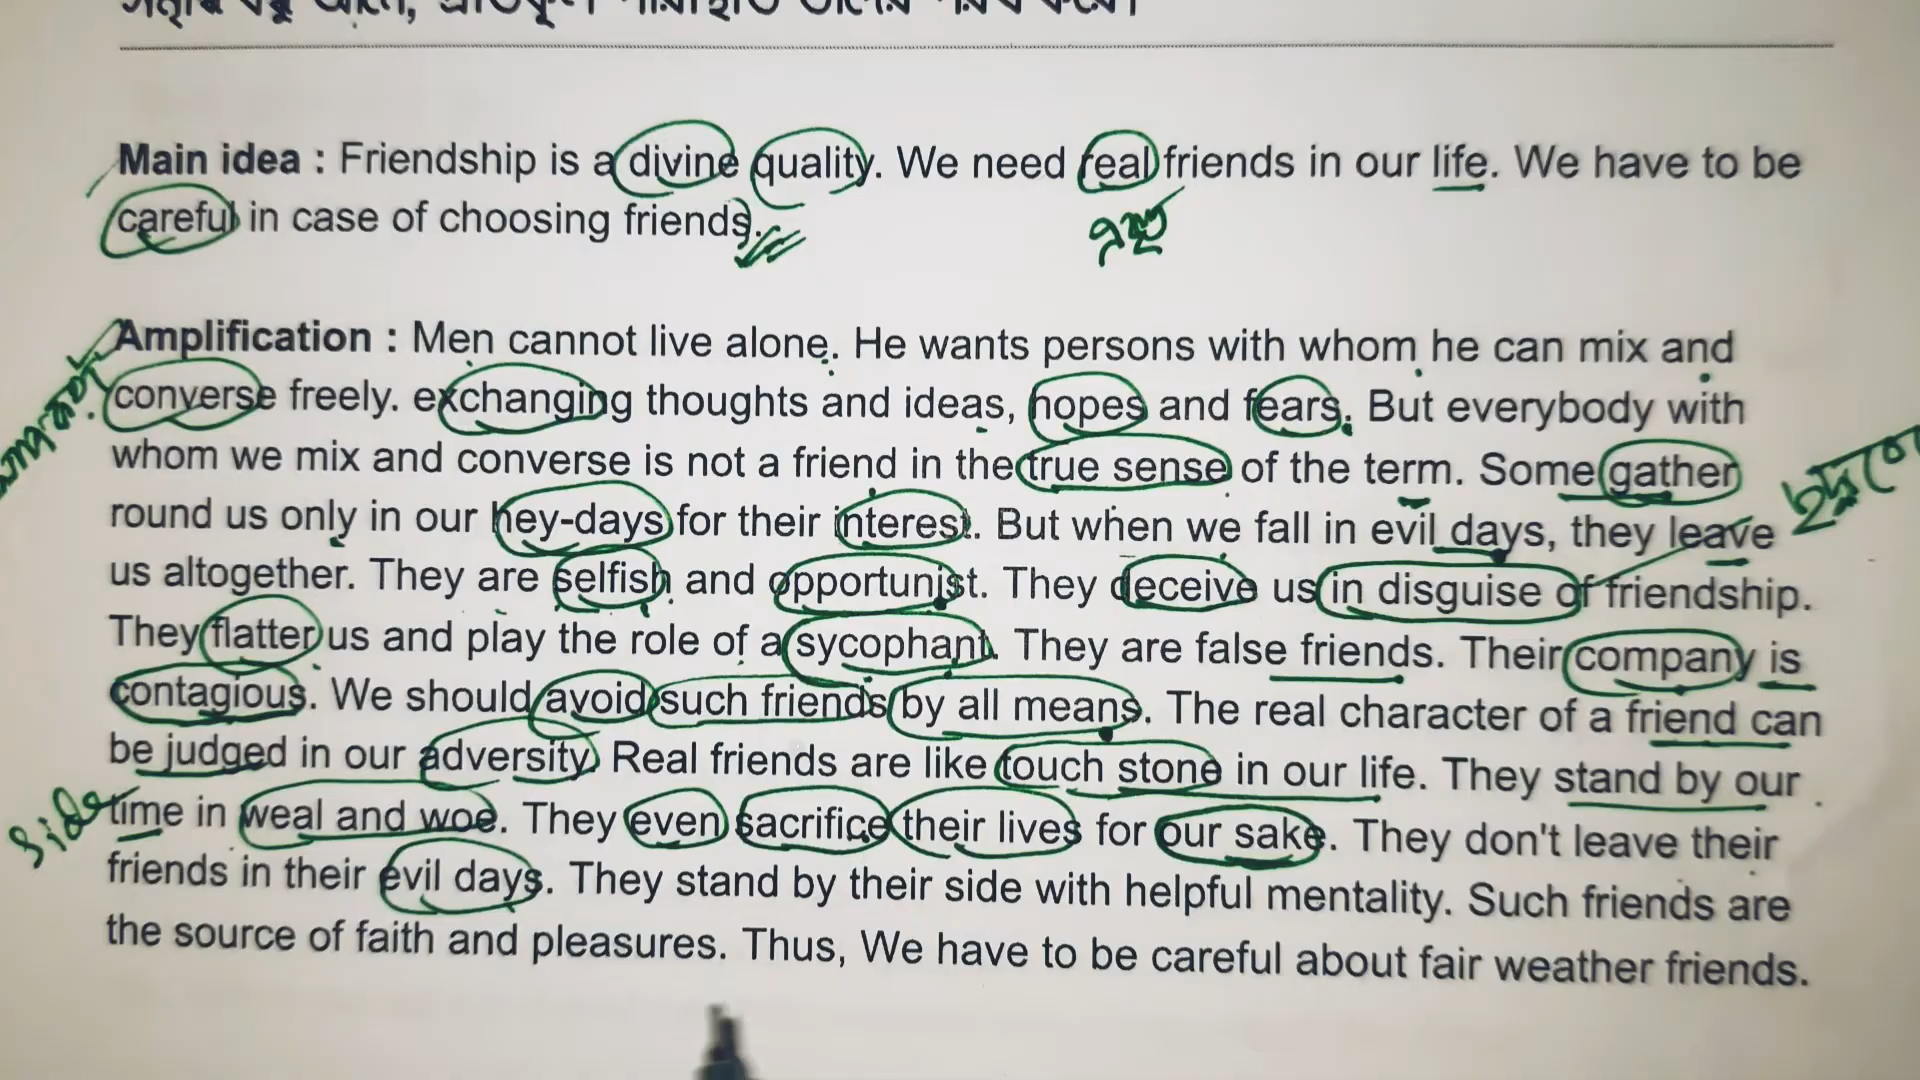 Main idea : Friendship is a divine quality. We need real friends in our life. We have to be
careful in case of choosing friends.
Amplification : Men cannot live alone. He wants persons with whom he can mix and
converse freely. exchanging thoughts and ideas, hopes and fears. But everybody with
whom we mix and converse is not a friend in the true sense of the term. Some gather
round us only in our hey-days for their interest. But when we fall in evil days, they leave
us altogether. They are selfish and opportunist. They deceive us in disguise of friendship.
They flatter us and play the role of a sycophant. They are false friends. Their company is
contagious. We should avoid such friends by all means. The real character of a friend can
be judged in our adversity. Real friends are like touch stone in our life. They stand by our
side time in weal and woe. They even sacrifice their lives for our sake. They don't leave their
friends in their evil days. They stand by their side with helpful mentality. Such friends are
the source of faith and pleasures. Thus, We have to be careful about fair weather friends.